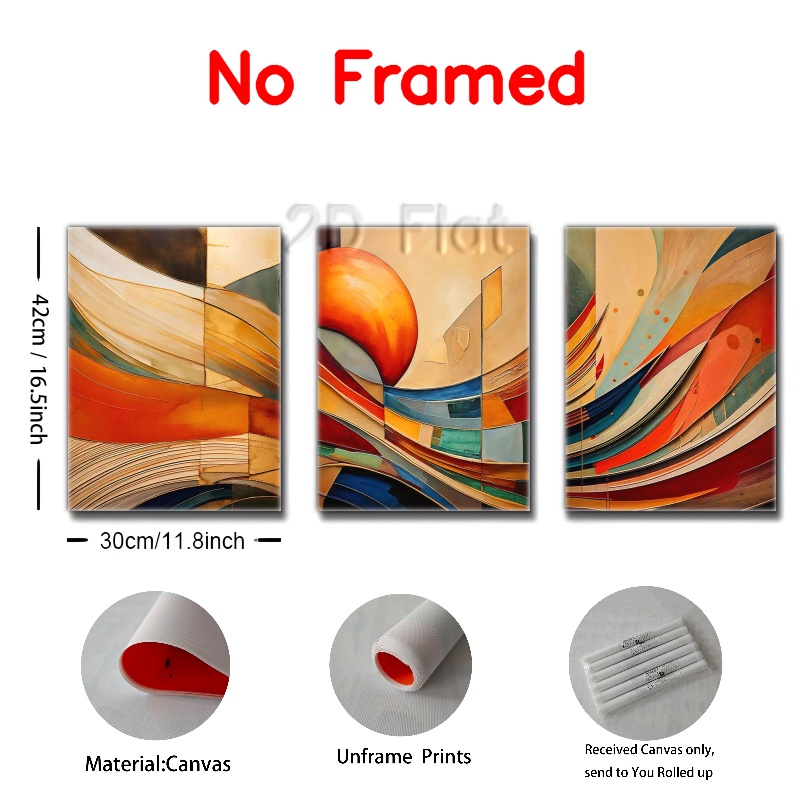 No Framed
2D Flat
42cm / 16.5inch
30cm/11.8inch
Material:Canvas
Unframe Prints
Received Canvas only,
send to You Rolled up